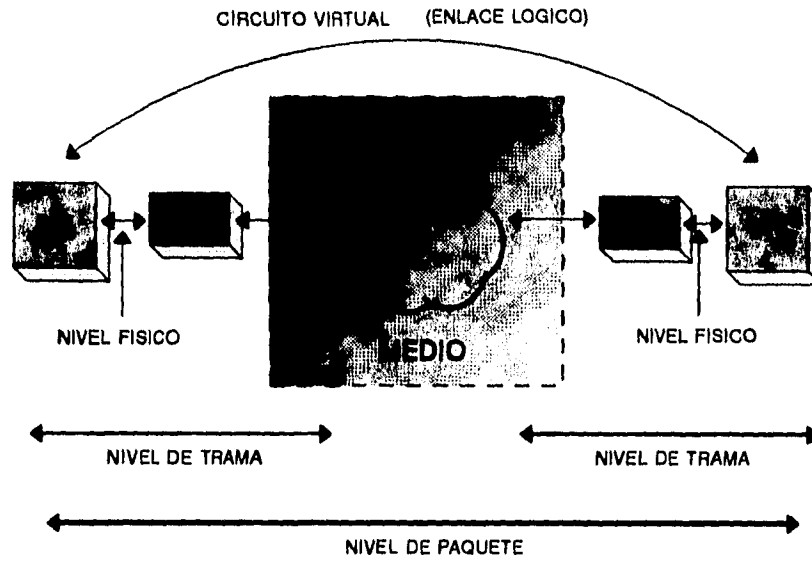 CIRCUITO VIRTUAL (ENLACE LOGICO)
NIVEL FISICO
NIVEL FISICO
MEDIO
NIVEL DE TRAMA
NIVEL DE TRAMA
NIVEL DE PAQUETE